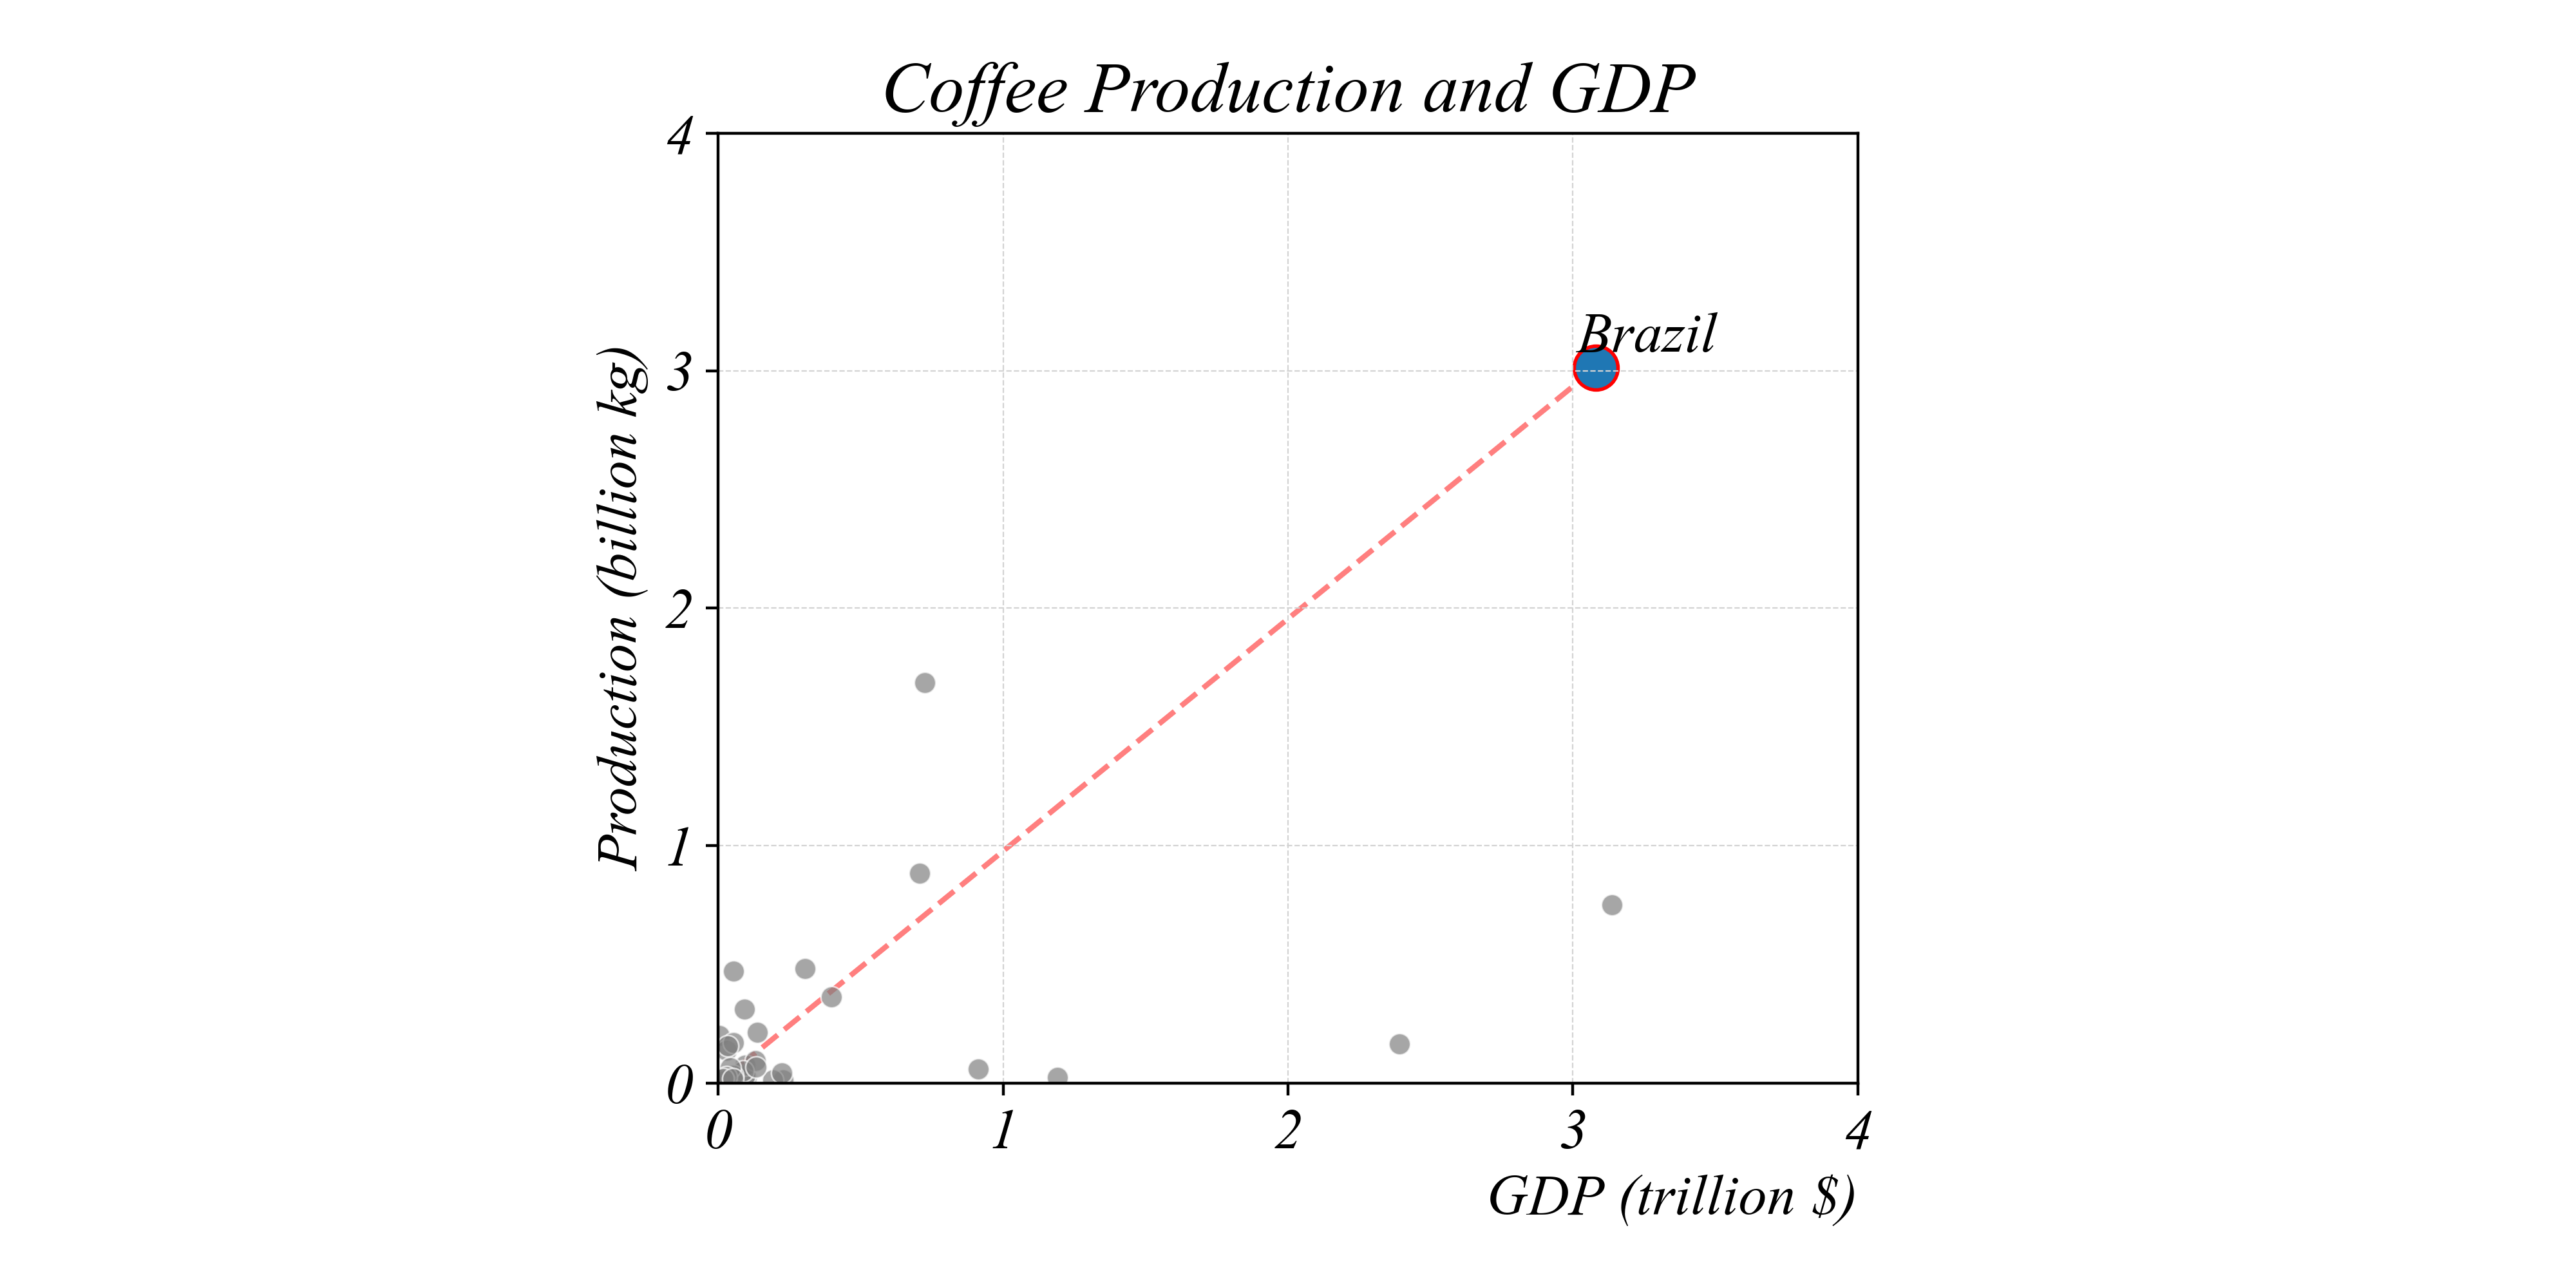 Coffee Production and GDP
Production (billion kg)
4
3
2
1
0
Brazil
0 1 2 3 4
GDP (trillion $)